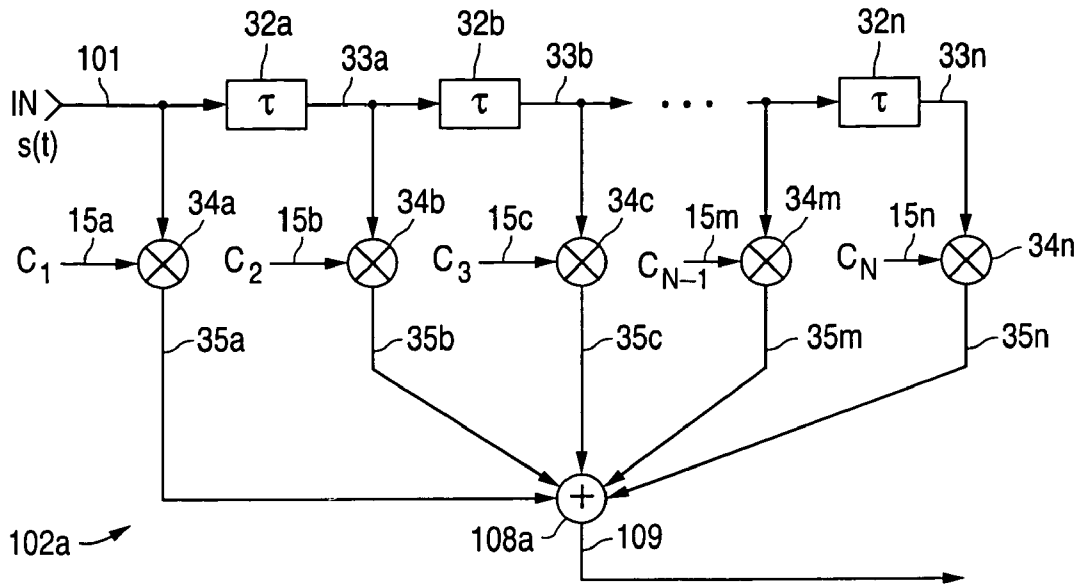 32a 32b 32n
101 33a 33b 33n
IN τ τ • • • τ
s(t)
15a 34a 15b 34b 15c 34c 15m 34m 15n
C1 C2 C3 CN–1 CN 34n
35a 35b 35c 35m 35n
+
102a 108a 109